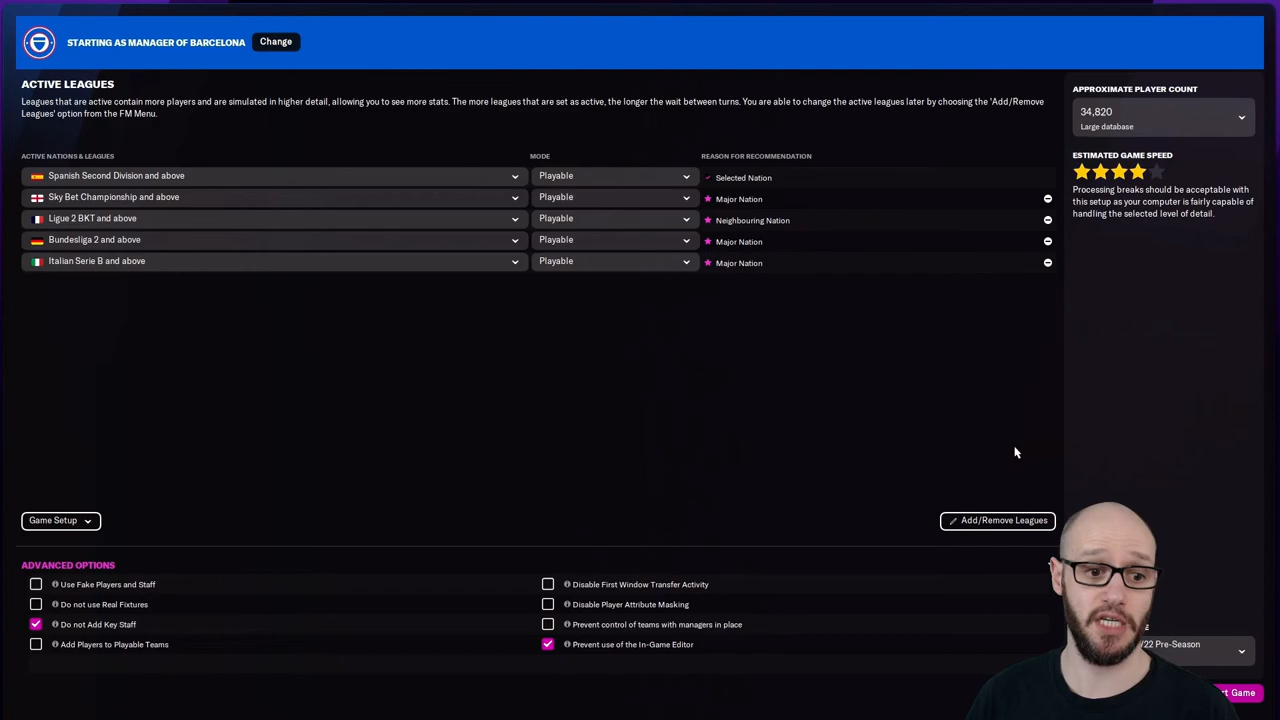 STARTING AS MANAGER OF BARCELONA Change
ACTIVE LEAGUES
Leagues that are active contain more players and are simulated in higher detail, allowing you to see more stats. The more leagues that are set as active, the longer the wait between turns. You are able to change the active leagues later by choosing the 'Add/Remove
Leagues' option from the FM Menu.
ACTIVE NATIONS & LEAGUES MODE REASON FOR RECOMMENDATION
Spanish Second Division and above Playable Selected Nation
Sky Bet Championship and above Playable Major Nation
Ligue 2 BKT and above Playable Neighbouring Nation
Bundesliga 2 and above Playable Major Nation
Italian Serie B and above Playable Major Nation
APPROXIMATE PLAYER COUNT
34,820
Large database
ESTIMATED GAME SPEED
Processing breaks should be acceptable with
this setup as your computer is fairly capable of
handling the selected level of detail.
Game Setup Add/Remove Leagues
ADVANCED OPTIONS
Use Fake Players and Staff Disable First Window Transfer Activity
Do not use Real Fixtures Disable Player Attribute Masking
Do not Add Key Staff Prevent control of teams with managers in place
Add Players to Playable Teams Prevent use of the In-Game Editor
/22 Pre-Season
rt Game